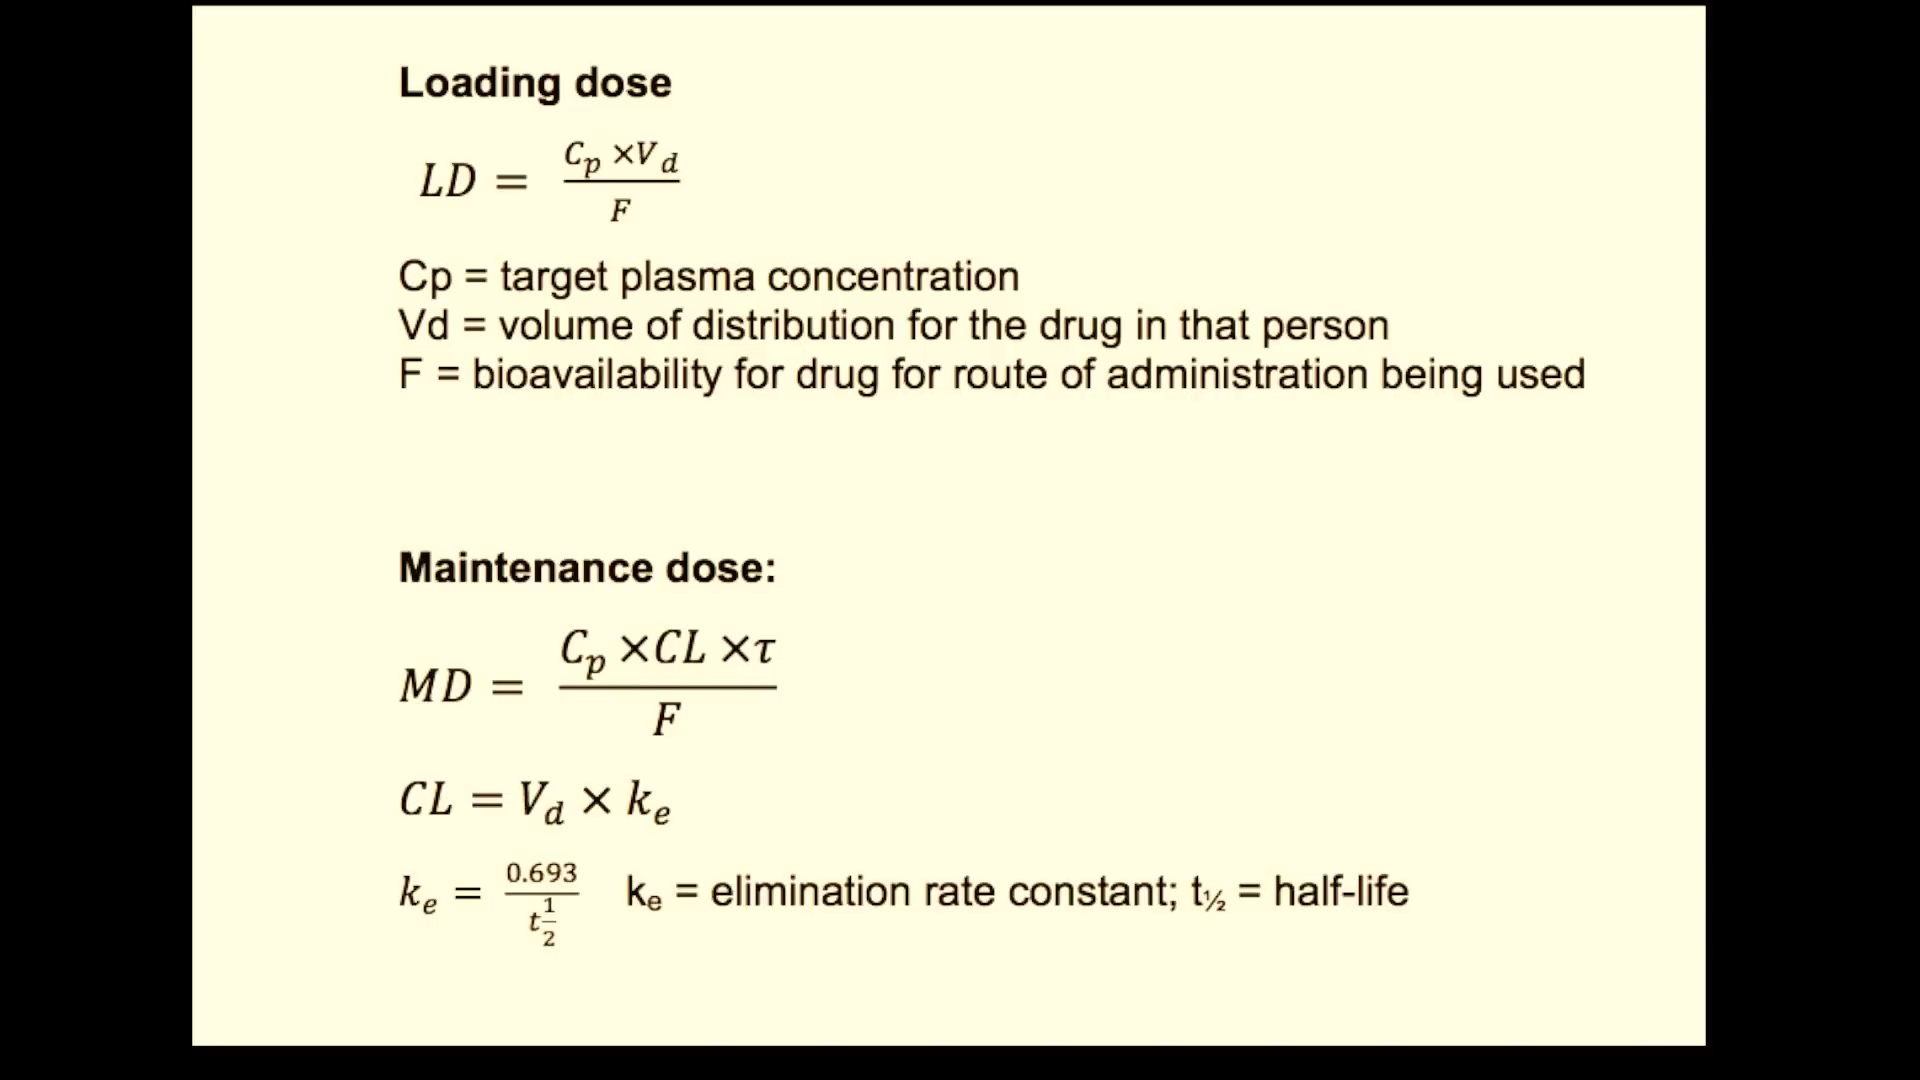 Loading dose
LD = Cp ×Vd / F
Cp = target plasma concentration
Vd = volume of distribution for the drug in that person
F = bioavailability for drug for route of administration being used
Maintenance dose:
MD = Cp ×CL ×τ / F
CL = Vd × ke
ke = 0.693 / t1/2 ke = elimination rate constant; t½ = half-life